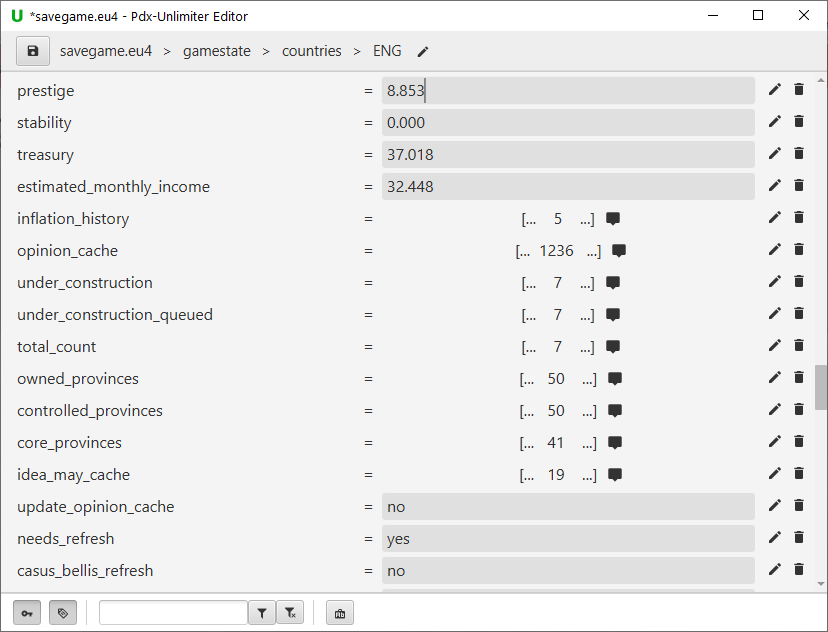 U *savegame.eu4 - Pdx-Unlimiter Editor
savegame.eu4 > gamestate > countries > ENG
prestige = 8.853
stability = 0.000
treasury = 37.018
estimated_monthly_income = 32.448
inflation_history = [... 5 ...]
opinion_cache = [... 1236 ...]
under_construction = [... 7 ...]
under_construction_queued = [... 7 ...]
total_count = [... 7 ...]
owned_provinces = [... 50 ...]
controlled_provinces = [... 50 ...]
core_provinces = [... 41 ...]
idea_may_cache = [... 19 ...]
update_opinion_cache = no
needs_refresh = yes
casus_bellis_refresh = no